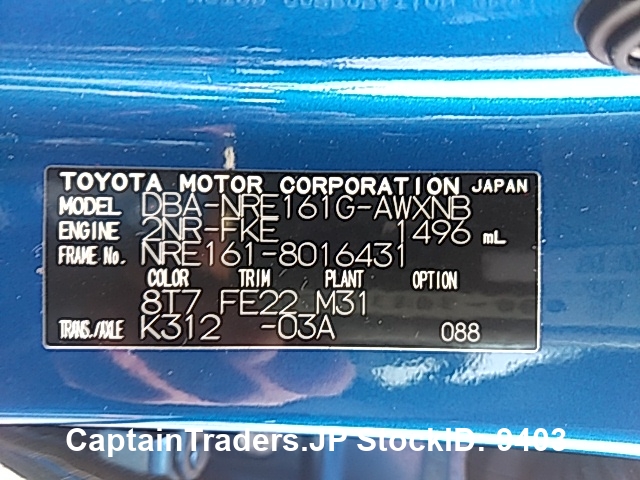 TOYOTA MOTOR CORPORATION JAPAN
MODEL DBA-NRE161G-AWXNB
ENGINE 2NR-FKE 1496 mL
FRAME No. NRE161-8016431
COLOR TRIM PLANT OPTION
8T7 FE22 M31
TRANS./AXLE K312 -03A 088
CaptainTraders.JP StockID: